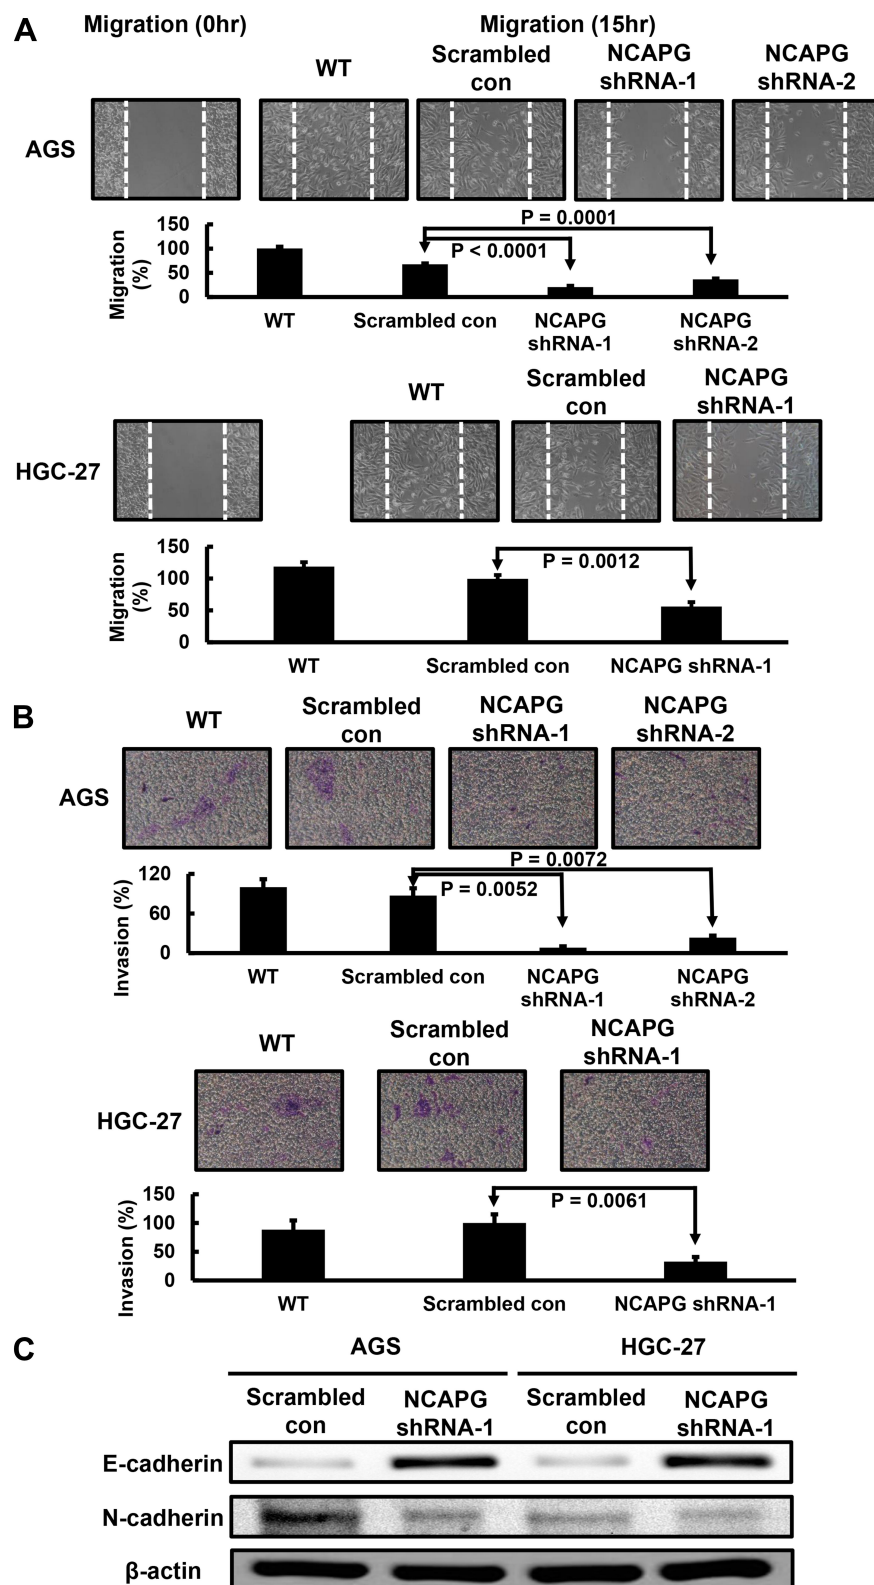 A
Migration (0hr)
Migration (15hr)
WT
Scrambled
con
NCAPG
shRNA-1
NCAPG
shRNA-2
AGS
Migration
(%)
150
100
50
0
P = 0.0001
P < 0.0001
WT
Scrambled con
NCAPG
shRNA-1
NCAPG
shRNA-2
WT
Scrambled
con
NCAPG
shRNA-1
HGC-27
Migration
(%)
150
100
50
0
P = 0.0012
WT
Scrambled con
NCAPG shRNA-1
B
WT
Scrambled
con
NCAPG
shRNA-1
NCAPG
shRNA-2
AGS
Invasion (%)
120
60
0
P = 0.0072
P = 0.0052
WT
Scrambled con
NCAPG
shRNA-1
NCAPG
shRNA-2
WT
Scrambled
con
NCAPG
shRNA-1
HGC-27
Invasion (%)
150
100
50
0
P = 0.0061
WT
Scrambled con
NCAPG shRNA-1
C
AGS
HGC-27
Scrambled
con
NCAPG
shRNA-1
Scrambled
con
NCAPG
shRNA-1
E-cadherin
N-cadherin
β-actin